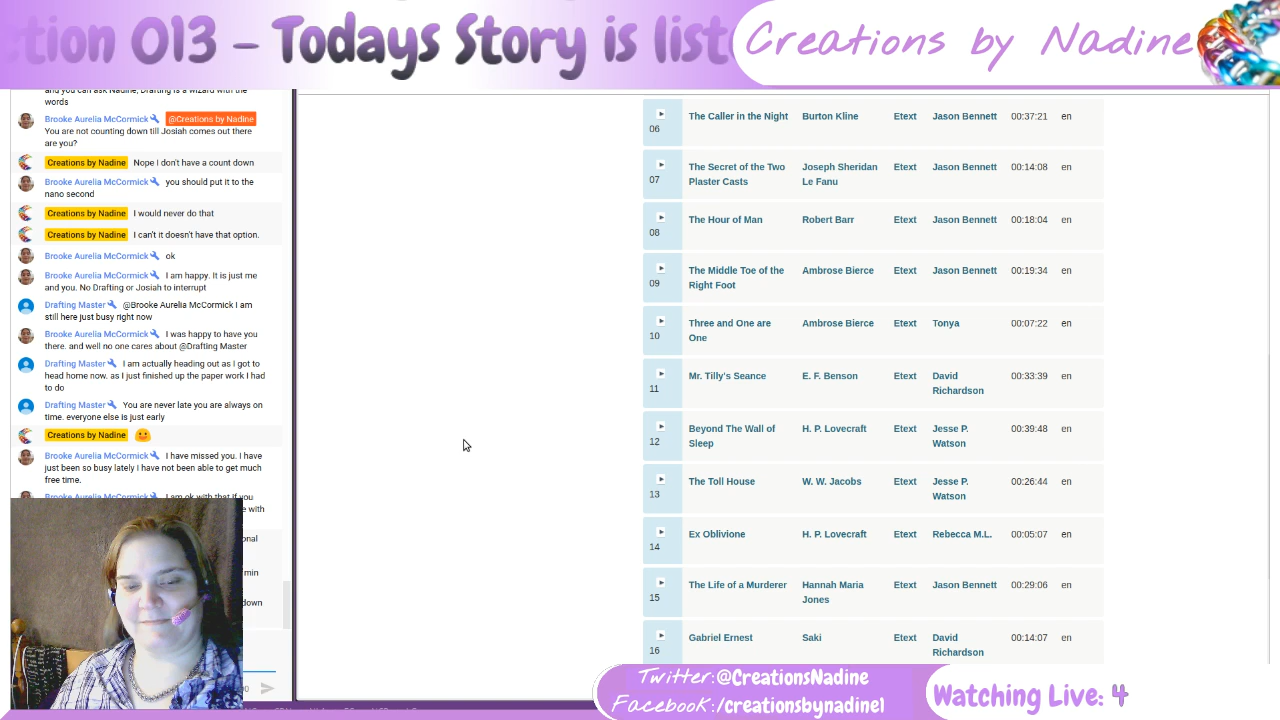 tion 013 – Todays Story is list
Creations by Nadine
and you can ask Nadine, Drafting is a wizard with the
words
Brooke Aurelia McCormick @Creations by Nadine
You are not counting down till Josiah comes out there
are you?
Creations by Nadine Nope I don't have a count down
Brooke Aurelia McCormick you should put it to the
nano second
Creations by Nadine I would never do that
Creations by Nadine I can't it doesn't have that option.
Brooke Aurelia McCormick ok
Brooke Aurelia McCormick I am happy. It is just me
and you. No Drafting or Josiah to interrupt
Drafting Master @Brooke Aurelia McCormick I am
still here just busy right now
Brooke Aurelia McCormick I was happy to have you
there. and well no one cares about @Drafting Master
Drafting Master I am actually heading out as I got to
head home now. as I just finished up the paper work I had
to do
Drafting Master You are never late you are always on
time. everyone else is just early
Creations by Nadine
Brooke Aurelia McCormick I have missed you. I have
just been so busy lately I have not been able to get much
free time.
Brooke Aurelia McCormick I am ok with that if you
e with
onal
min
down
06 The Caller in the Night Burton Kline Etext Jason Bennett 00:37:21 en
07 The Secret of the Two Joseph Sheridan Etext Jason Bennett 00:14:08 en
Plaster Casts Le Fanu
08 The Hour of Man Robert Barr Etext Jason Bennett 00:18:04 en
09 The Middle Toe of the Ambrose Bierce Etext Jason Bennett 00:19:34 en
Right Foot
10 Three and One are Ambrose Bierce Etext Tonya 00:07:22 en
One
11 Mr. Tilly's Seance E. F. Benson Etext David 00:33:39 en
Richardson
12 Beyond The Wall of H. P. Lovecraft Etext Jesse P. 00:39:48 en
Sleep Watson
13 The Toll House W. W. Jacobs Etext Jesse P. 00:26:44 en
Watson
14 Ex Oblivione H. P. Lovecraft Etext Rebecca M.L. 00:05:07 en
15 The Life of a Murderer Hannah Maria Etext Jason Bennett 00:29:06 en
Jones
16 Gabriel Ernest Saki Etext David 00:14:07 en
Richardson
Twitter:@CreationsNadine
Facebook:/creationsbynadine1
Watching Live: 4